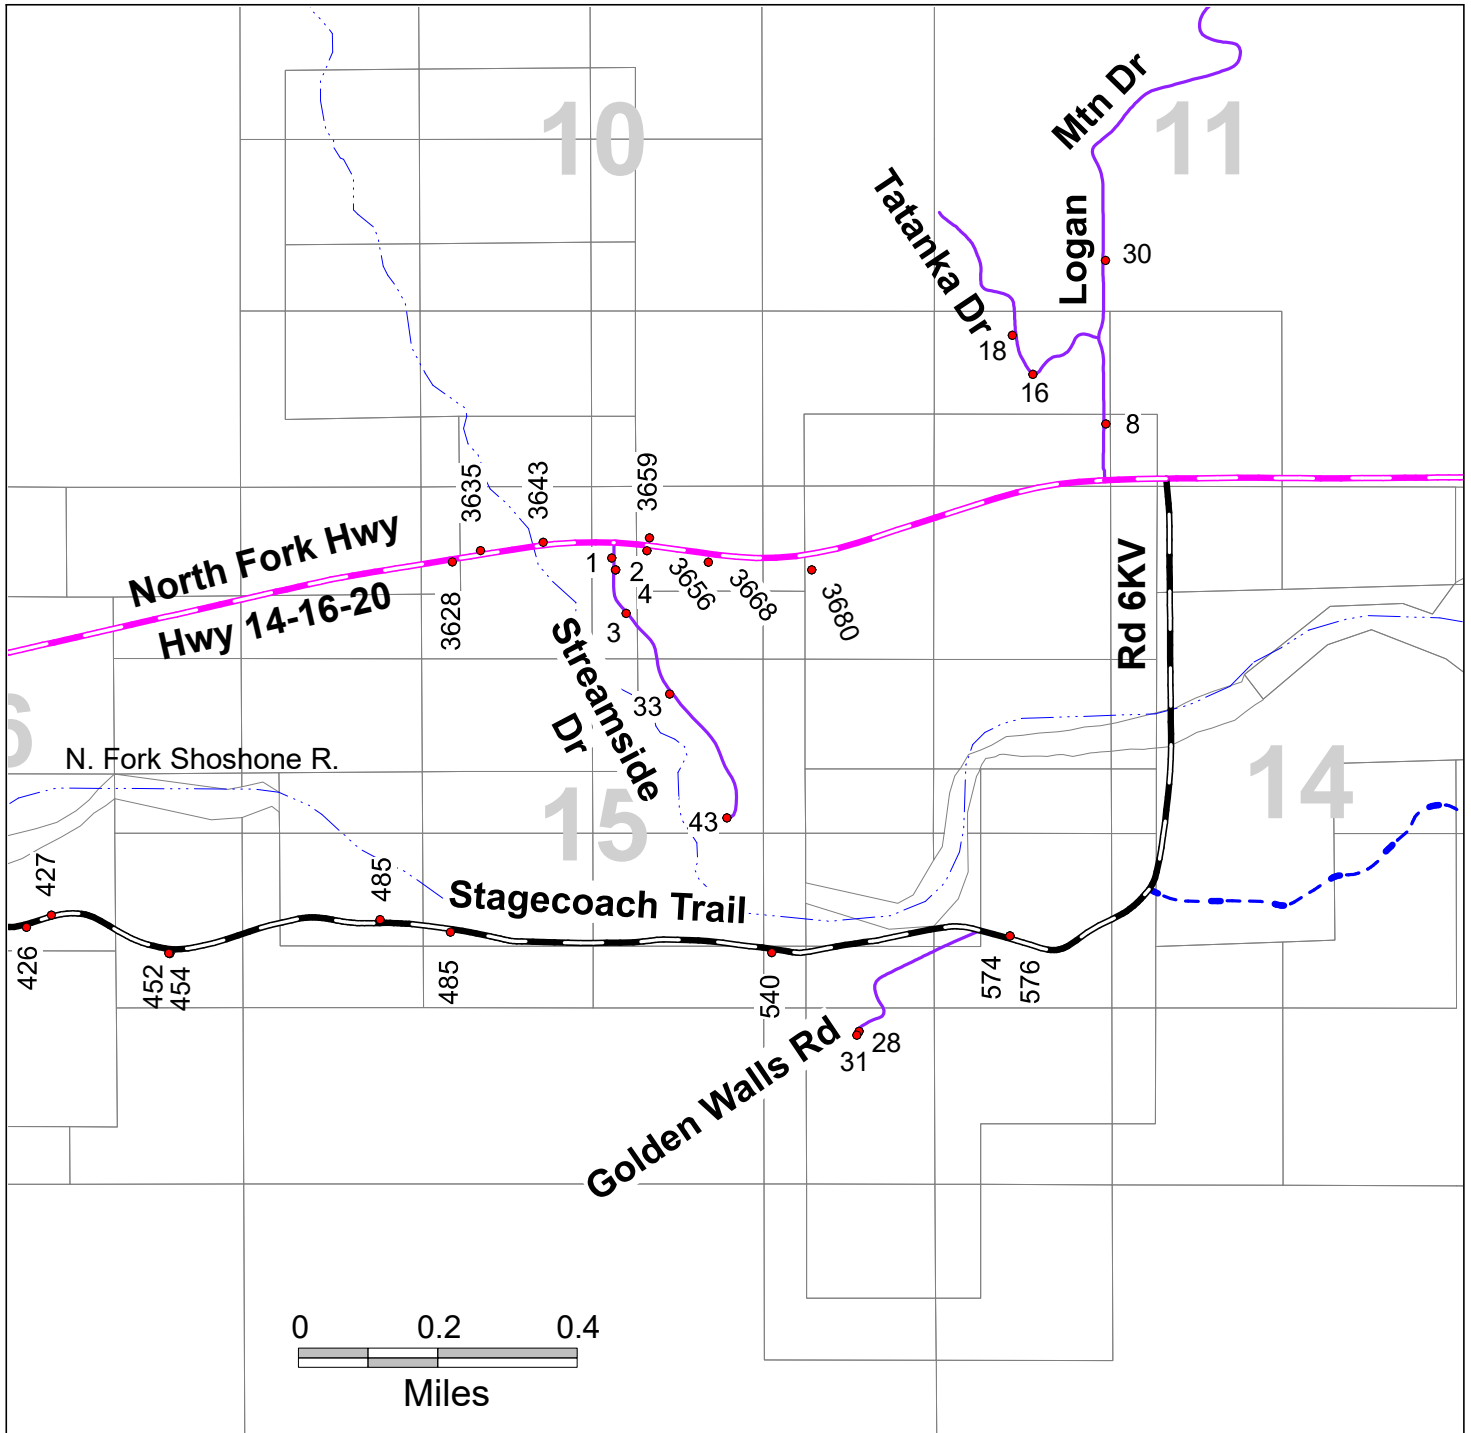 10
11
Mtn Dr
Logan
Tatanka Dr
30
18
16
8
3635
3643
3659
North Fork Hwy
Hwy 14-16-20
3628
1
2
4
3
3656
3668
3680
Rd 6KV
Streamside
Dr
33
6
N. Fork Shoshone R.
15
43
14
427
485
Stagecoach Trail
426
452
454
485
540
574
576
Golden Walls Rd
31
28
0 0.2 0.4
Miles